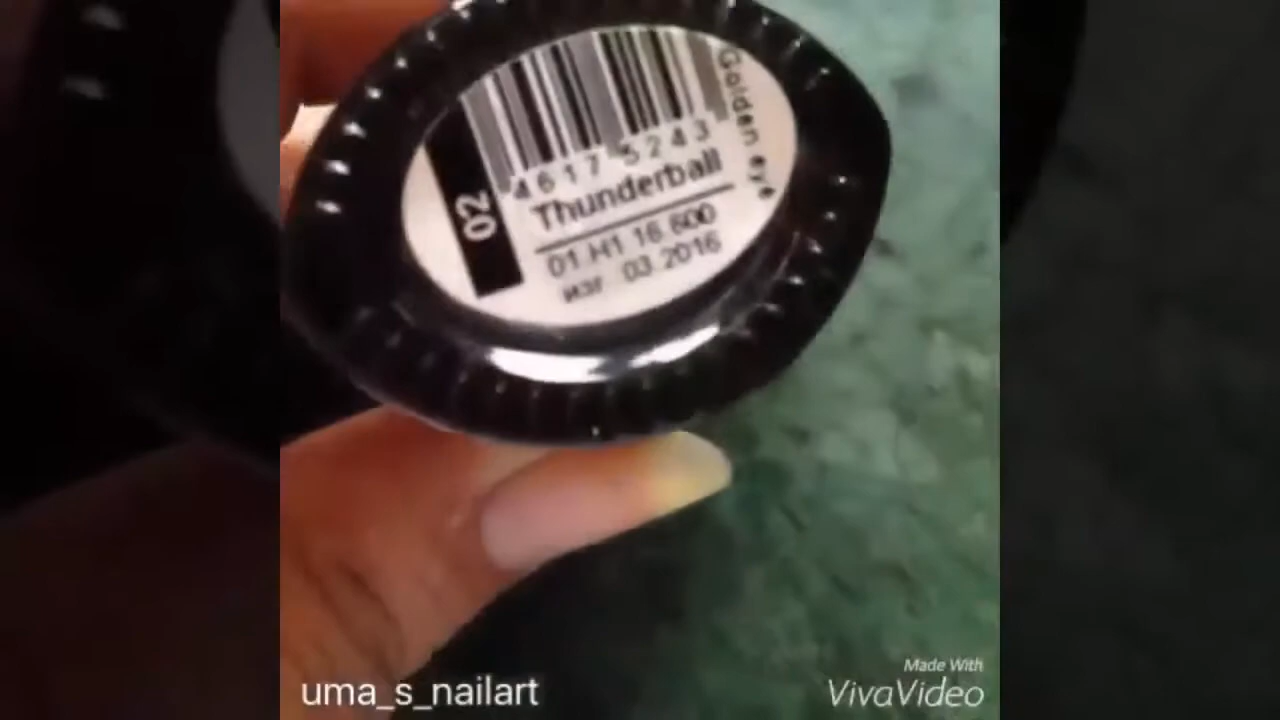 Golden eye
02
4617 5243
Thunderball
01 H1 16 600
изг 03.2016
uma_s_nailart
Made With
VivaVideo